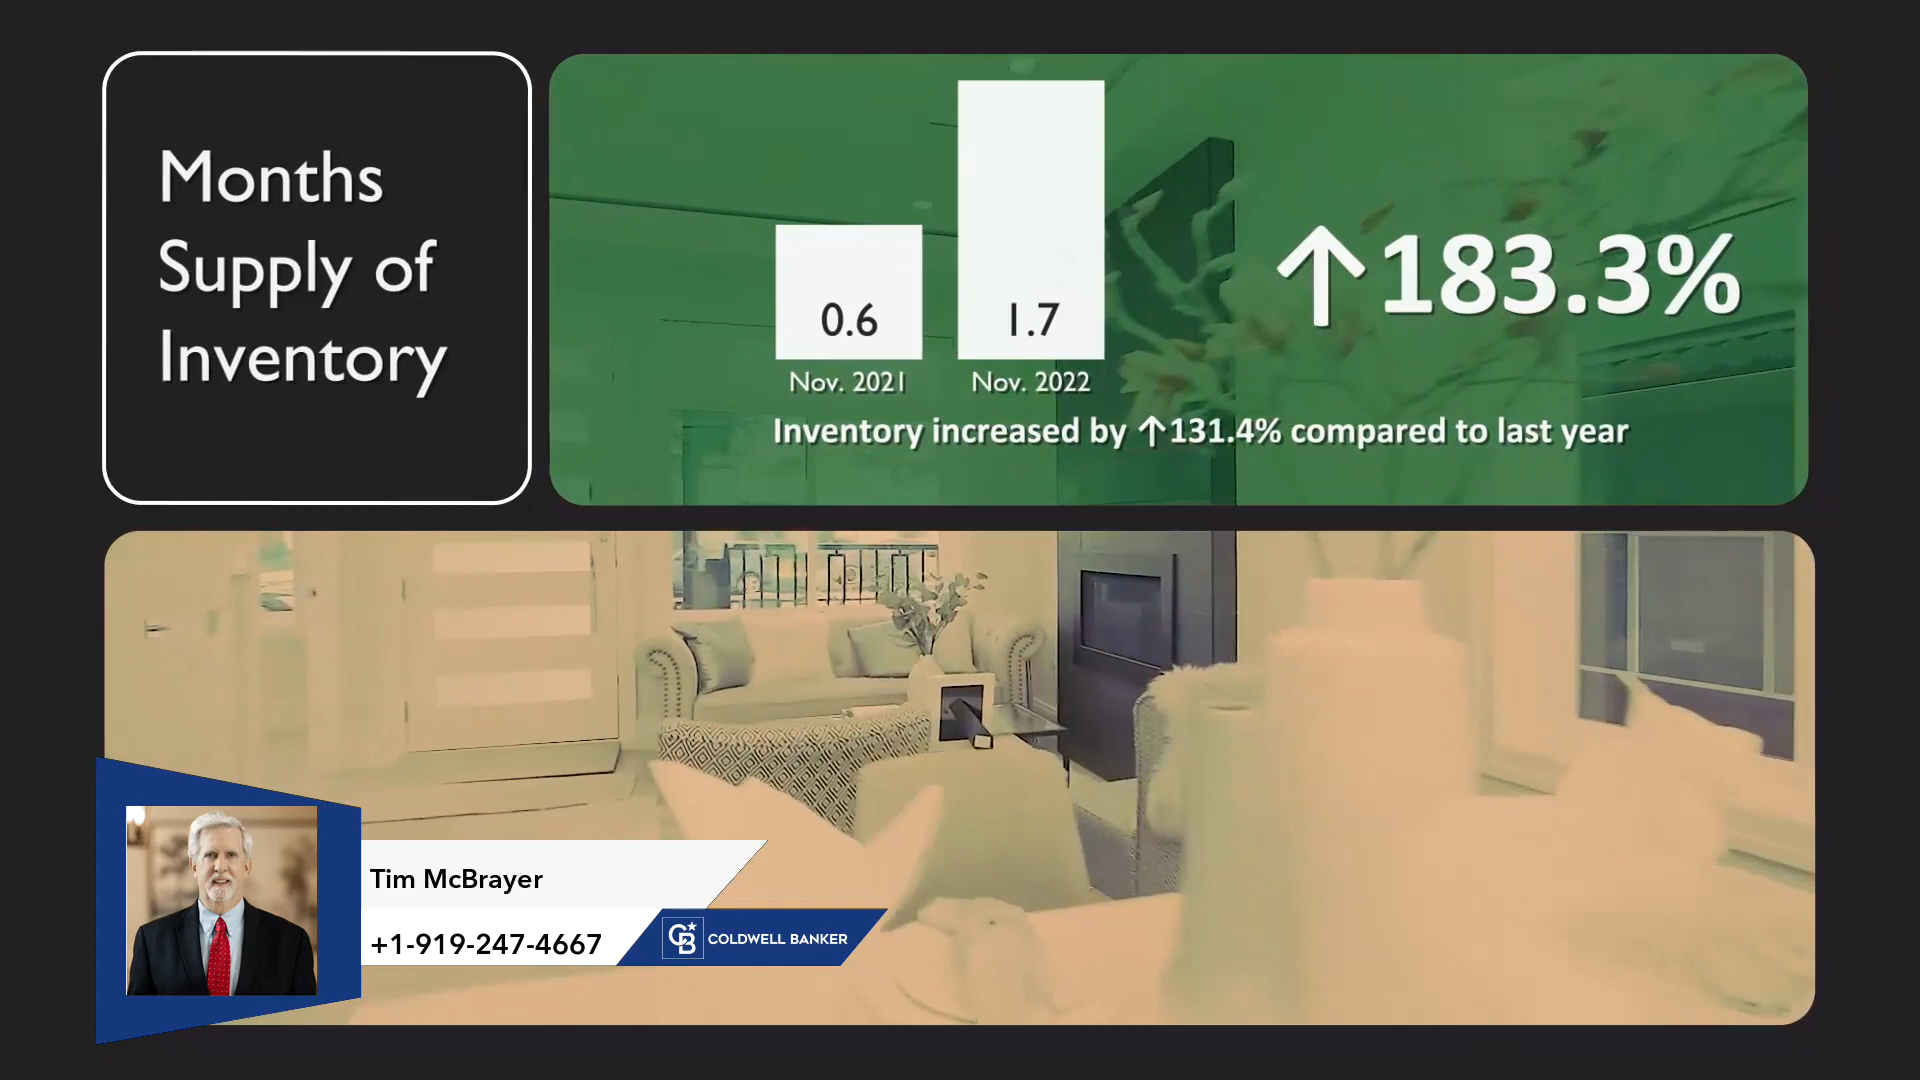 Months
Supply of
Inventory
0.6
1.7
Nov. 2021
Nov. 2022
↑183.3%
Inventory increased by ↑131.4% compared to last year
Tim McBrayer
+1-919-247-4667
CB COLDWELL BANKER